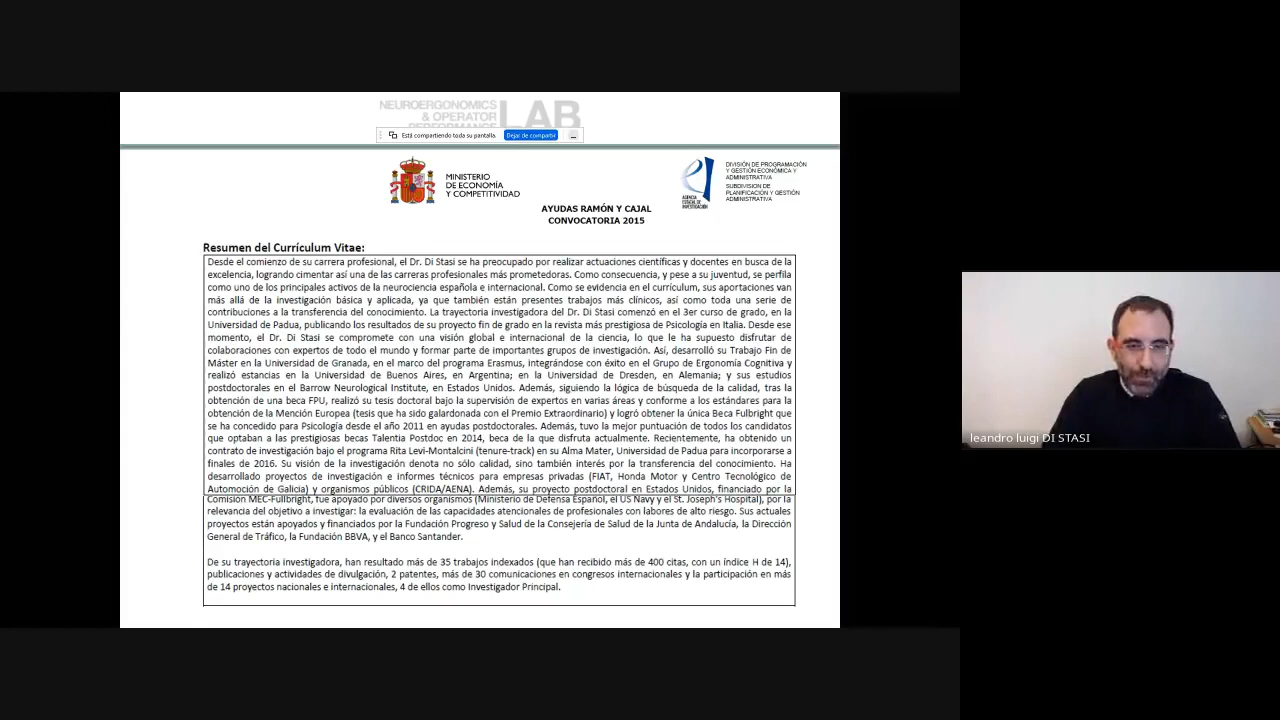 NEUROERGONOMICS
& OPERATOR
PERFORMANCE
LAB
Está compartiendo toda su pantalla.
Dejar de compartir
MINISTERIO
DE ECONOMÍA
Y COMPETITIVIDAD
AGENCIA
ESTATAL DE
INVESTIGACIÓN
DIVISIÓN DE PROGRAMACIÓN
Y GESTIÓN ECONÓMICA Y
ADMINISTRATIVA
SUBDIVISION DE
PLANIFICACIÓN Y GESTIÓN
ADMINISTRATIVA
AYUDAS RAMÓN Y CAJAL
CONVOCATORIA 2015
Resumen del Currículum Vitae:
Desde el comienzo de su carrera profesional, el Dr. Di Stasi se ha preocupado por realizar actuaciones científicas y docentes en busca de la
excelencia, logrando cimentar así una de las carreras profesionales más prometedoras. Como consecuencia, y pese a su juventud, se perfila
como uno de los principales activos de la neurociencia española e internacional. Como se evidencia en el currículum, sus aportaciones van
más allá de la investigación básica y aplicada, ya que también están presentes trabajos más clínicos, así como toda una serie de
contribuciones a la transferencia del conocimiento. La trayectoria investigadora del Dr. Di Stasi comenzó en el 3er curso de grado, en la
Universidad de Padua, publicando los resultados de su proyecto fin de grado en la revista más prestigiosa de Psicología en Italia. Desde ese
momento, el Dr. Di Stasi se compromete con una visión global e internacional de la ciencia, lo que le ha supuesto disfrutar de
colaboraciones con expertos de todo el mundo y formar parte de importantes grupos de investigación. Así, desarrolló su Trabajo Fin de
Máster en la Universidad de Granada, en el marco del programa Erasmus, integrándose con éxito en el Grupo de Ergonomía Cognitiva y
realizó estancias en la Universidad de Buenos Aires, en Argentina; en la Universidad de Dresden, en Alemania; y sus estudios
postdoctorales en el Barrow Neurological Institute, en Estados Unidos. Además, siguiendo la lógica de búsqueda de la calidad, tras la
obtención de una beca FPU, realizó su tesis doctoral bajo la supervisión de expertos en varias áreas y conforme a los estándares para la
obtención de la Mención Europea (tesis que ha sido galardonada con el Premio Extraordinario) y logró obtener la única Beca Fulbright que
se ha concedido para Psicología desde el año 2011 en ayudas postdoctorales. Además, tuvo la mejor puntuación de todos los candidatos
que optaban a las prestigiosas becas Talentia Postdoc en 2014, beca de la que disfruta actualmente. Recientemente, ha obtenido un
contrato de investigación bajo el programa Rita Levi-Montalcini (tenure-track) en su Alma Mater, Universidad de Padua para incorporarse a
finales de 2016. Su visión de la investigación denota no sólo calidad, sino también interés por la transferencia del conocimiento. Ha
desarrollado proyectos de investigación e informes técnicos para empresas privadas (FIAT, Honda Motor y Centro Tecnológico de
Automoción de Galicia) y organismos públicos (CRIDA/AENA). Además, su proyecto postdoctoral en Estados Unidos, financiado por la
Comisión MEC-Fullbright, fue apoyado por diversos organismos (Ministerio de Defensa Español, el US Navy y el St. Joseph's Hospital), por la
relevancia del objetivo a investigar: la evaluación de las capacidades atencionales de profesionales con labores de alto riesgo. Sus actuales
proyectos están apoyados y financiados por la Fundación Progreso y Salud de la Consejería de Salud de la Junta de Andalucía, la Dirección
General de Tráfico, la Fundación BBVA, y el Banco Santander.
De su trayectoria investigadora, han resultado más de 35 trabajos indexados (que han recibido más de 400 citas, con un índice H de 14),
publicaciones y actividades de divulgación, 2 patentes, más de 30 comunicaciones en congresos internacionales y la participación en más
de 14 proyectos nacionales e internacionales, 4 de ellos como Investigador Principal.
leandro luigi DI STASI